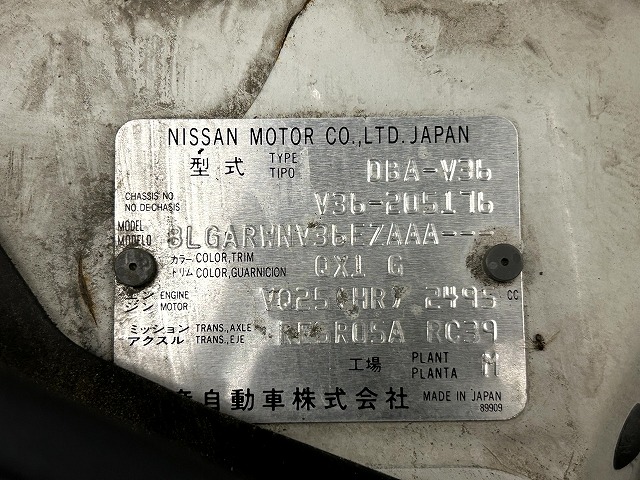 NISSAN MOTOR CO.,LTD. JAPAN
型式 TYPE TIPO DBA-V36
CHASSIS NO NO.DECHASIS V36-205176
MODEL MODELO BLGARWNV36EZAAA---
カラー COLOR,TRIM トリム COLOR,GUARNICION QX1 G
エンジン ENGINE MOTOR VQ25(HR) 2495 CC
ミッション TRANS.,AXLE アクスル TRANS.,EJE RE5R05A RC39
工場 PLANT PLANTA M
産自動車株式会社 MADE IN JAPAN
89909